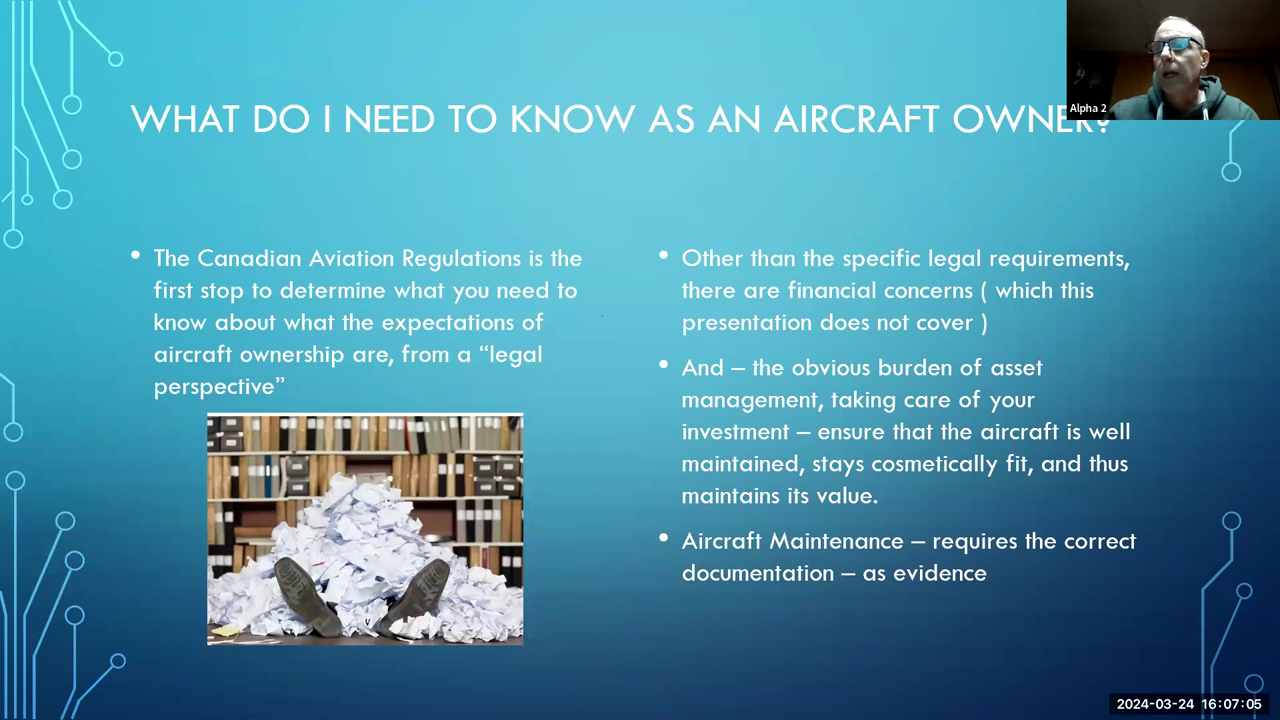 Alpha 2
WHAT DO I NEED TO KNOW AS AN AIRCRAFT OWNER?
• The Canadian Aviation Regulations is the
first stop to determine what you need to
know about what the expectations of
aircraft ownership are, from a “legal
perspective”
• Other than the specific legal requirements,
there are financial concerns ( which this
presentation does not cover )
• And – the obvious burden of asset
management, taking care of your
investment – ensure that the aircraft is well
maintained, stays cosmetically fit, and thus
maintains its value.
• Aircraft Maintenance – requires the correct
documentation – as evidence
2024-03-24 16:07:05